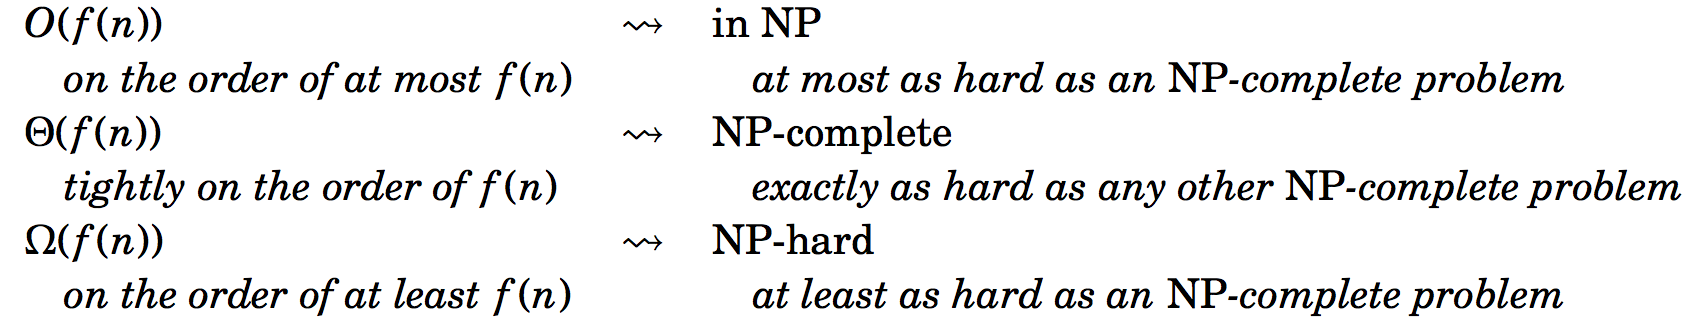 O(f(n)) ⇝ in NP
on the order of at most f(n) at most as hard as an NP-complete problem
Θ(f(n)) ⇝ NP-complete
tightly on the order of f(n) exactly as hard as any other NP-complete problem
Ω(f(n)) ⇝ NP-hard
on the order of at least f(n) at least as hard as an NP-complete problem